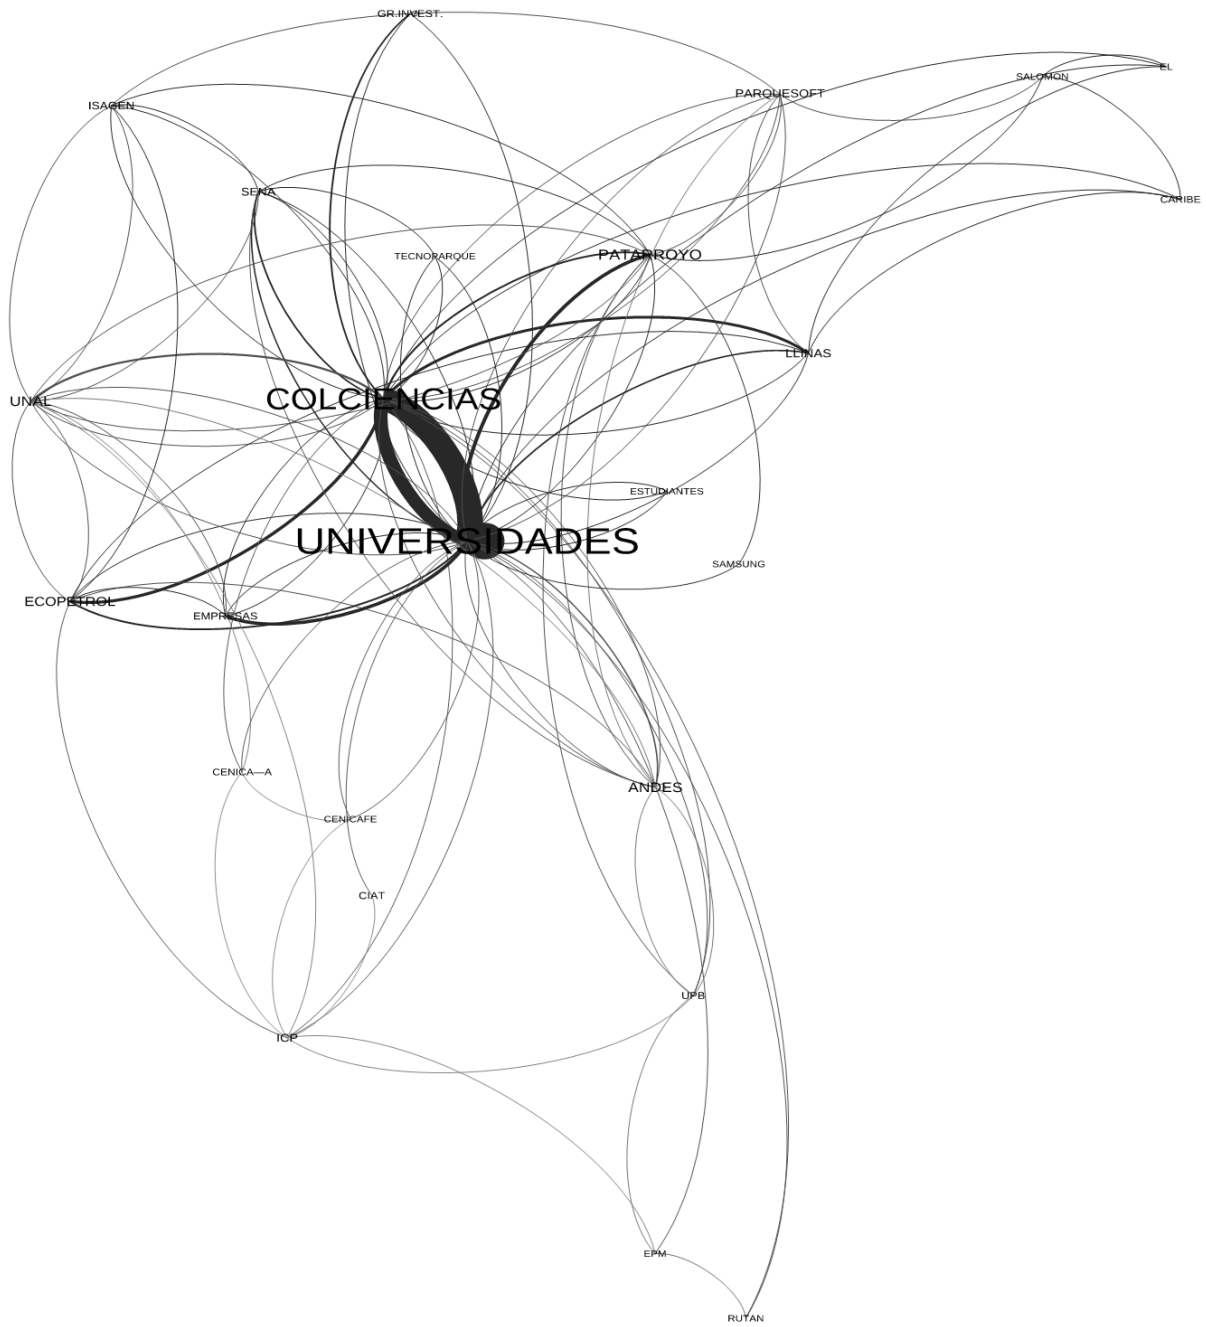 GR.INVEST.
EL
SALOMON
PARQUESOFT
ISAGEN
SENA
CARIBE
TECNOPARQUE
PATARROYO
LLINAS
COLCIENCIAS
UNAL
ESTUDIANTES
UNIVERSIDADES
SAMSUNG
ECOPETROL
EMPRESAS
CENICA—A
ANDES
CENICAFE
CIAT
UPB
ICP
EPM
RUTAN